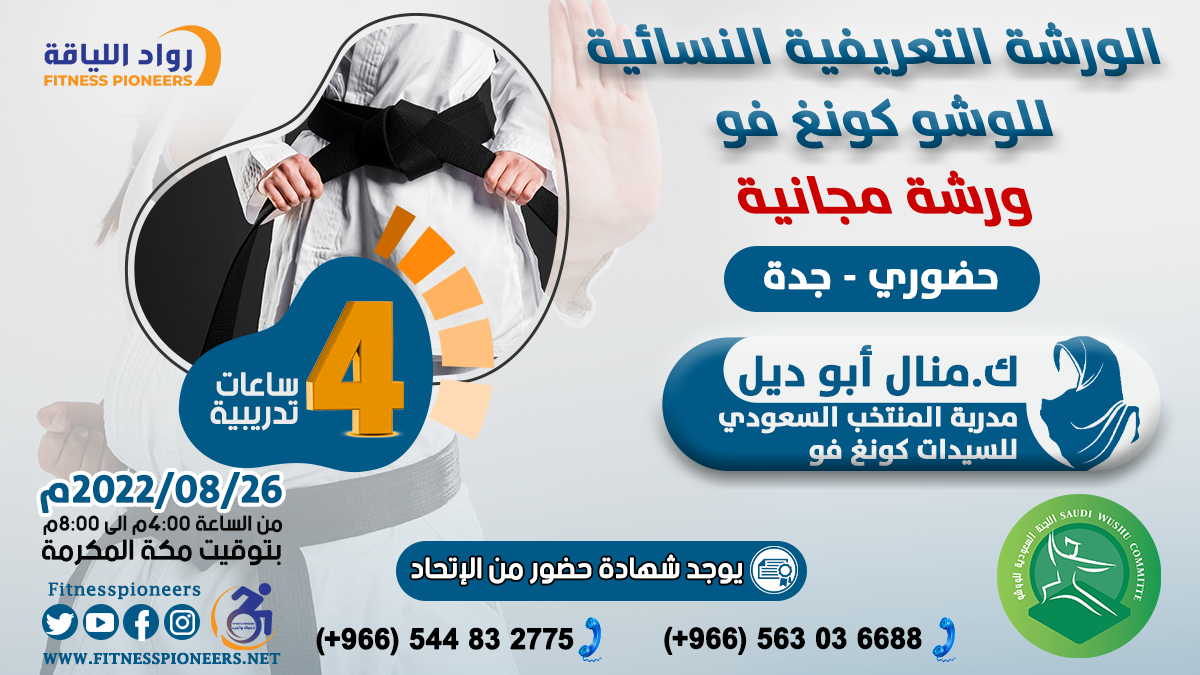 رواد اللياقة
FITNESS PIONEERS
الورشة التعريفية النسائية
للوشو كونغ فو
ورشة مجانية
حضوري - جدة
ك.منال أبو ديل
مدربة المنتخب السعودي
للسيدات كونغ فو
4
ساعات
تدريبية
2022/08/26م
من الساعة 4:00م الى 8:00م
بتوقيت مكة المكرمة
يوجد شهادة حضور من الإتحاد
اللجنة السعودية للووشو SAUDI WUSHU COMMITTE
Fitnesspioneers
WWW.FITNESSPIONEERS.NET
(+966) 544 83 2775
(+966) 563 03 6688